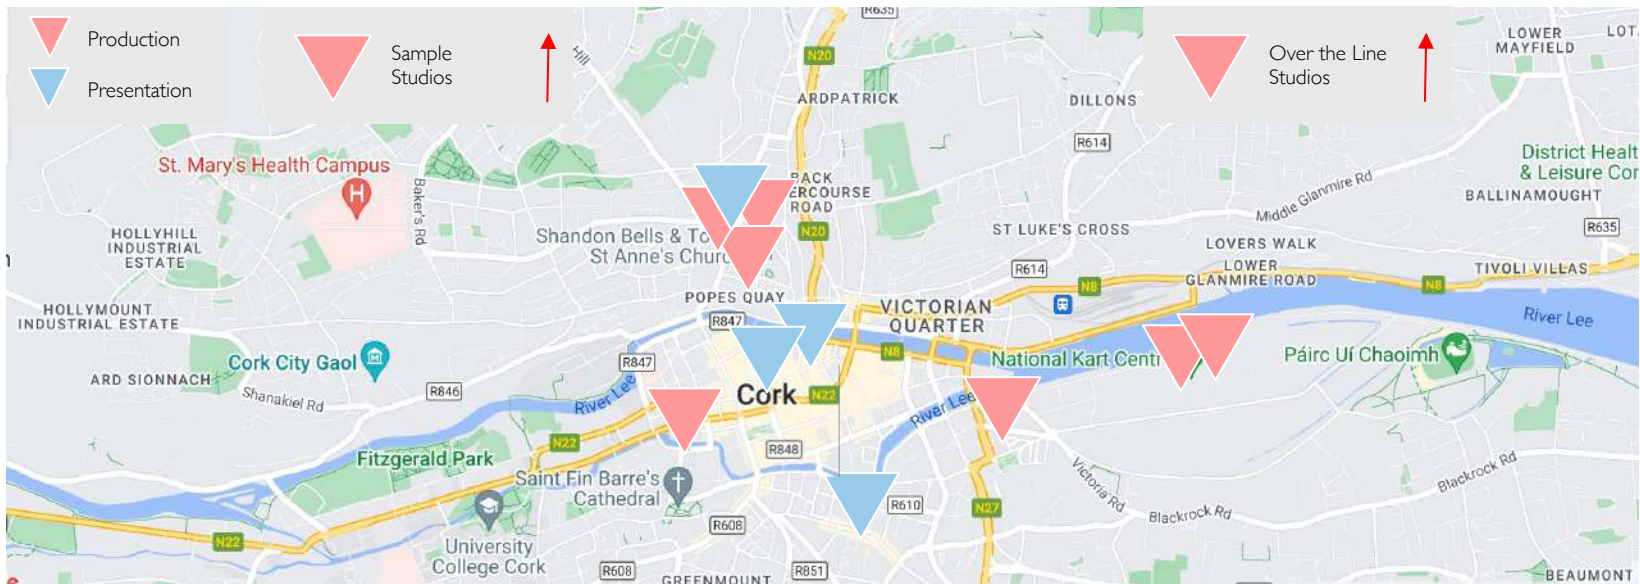 Production
Presentation
Sample
Studios
Over the Line
Studios
R635
Hill
N20
ARDPATRICK
DILLONS
R614
LOWER
MAYFIELD
LOT
St. Mary's Health Campus
H
Baker's Rd
BACK
ERCOURSE
ROAD
N20
Middle Glanmire Rd
District Healt
& Leisure Cor
BALLINAMOUGHT
R635
HOLLYHILL
INDUSTRIAL
ESTATE
Shandon Bells & To
St Anne's Churc
ST LUKE'S CROSS
LOVERS WALK
R614
LOWER
GLANMIRE ROAD
TIVOLI VILLAS
N8
N8
HOLLYMOUNT
INDUSTRIAL ESTATE
POPES QUAY
R847
VICTORIAN
QUARTER
River Lee
Cork City Gaol
R847
N8
National Kart Centr
Páirc Uí Chaoimh
ARD SIONNACH
Shanakiel Rd
R846
River Lee
Cork
N22
River Lee
N22
R848
Fitzgerald Park
Saint Fin Barre's
Cathedral
Victoria Rd
Blackrock Rd
R610
N27
Blackrock Rd
N22
R608
University
College Cork
R608
GREENMOUNT
R851
BEAUMONT